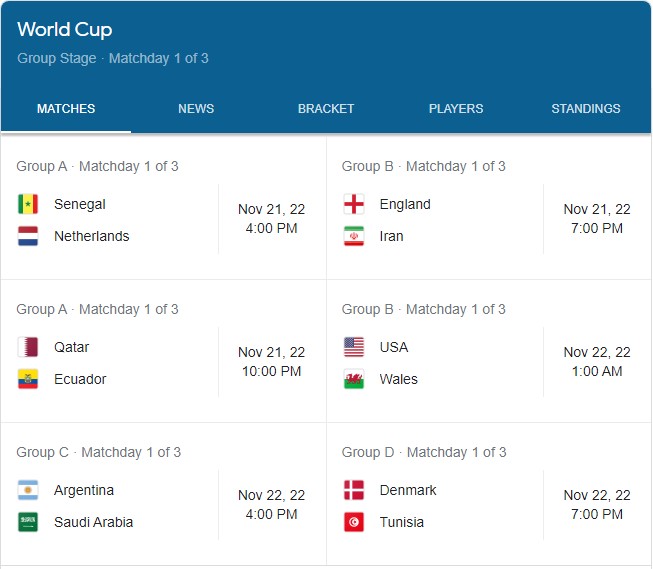 World Cup
Group Stage · Matchday 1 of 3
MATCHES NEWS BRACKET PLAYERS STANDINGS
Group A · Matchday 1 of 3
Senegal
Netherlands
Nov 21, 22
4:00 PM
Group B · Matchday 1 of 3
England
Iran
Nov 21, 22
7:00 PM
Group A · Matchday 1 of 3
Qatar
Ecuador
Nov 21, 22
10:00 PM
Group B · Matchday 1 of 3
USA
Wales
Nov 22, 22
1:00 AM
Group C · Matchday 1 of 3
Argentina
Saudi Arabia
Nov 22, 22
4:00 PM
Group D · Matchday 1 of 3
Denmark
Tunisia
Nov 22, 22
7:00 PM